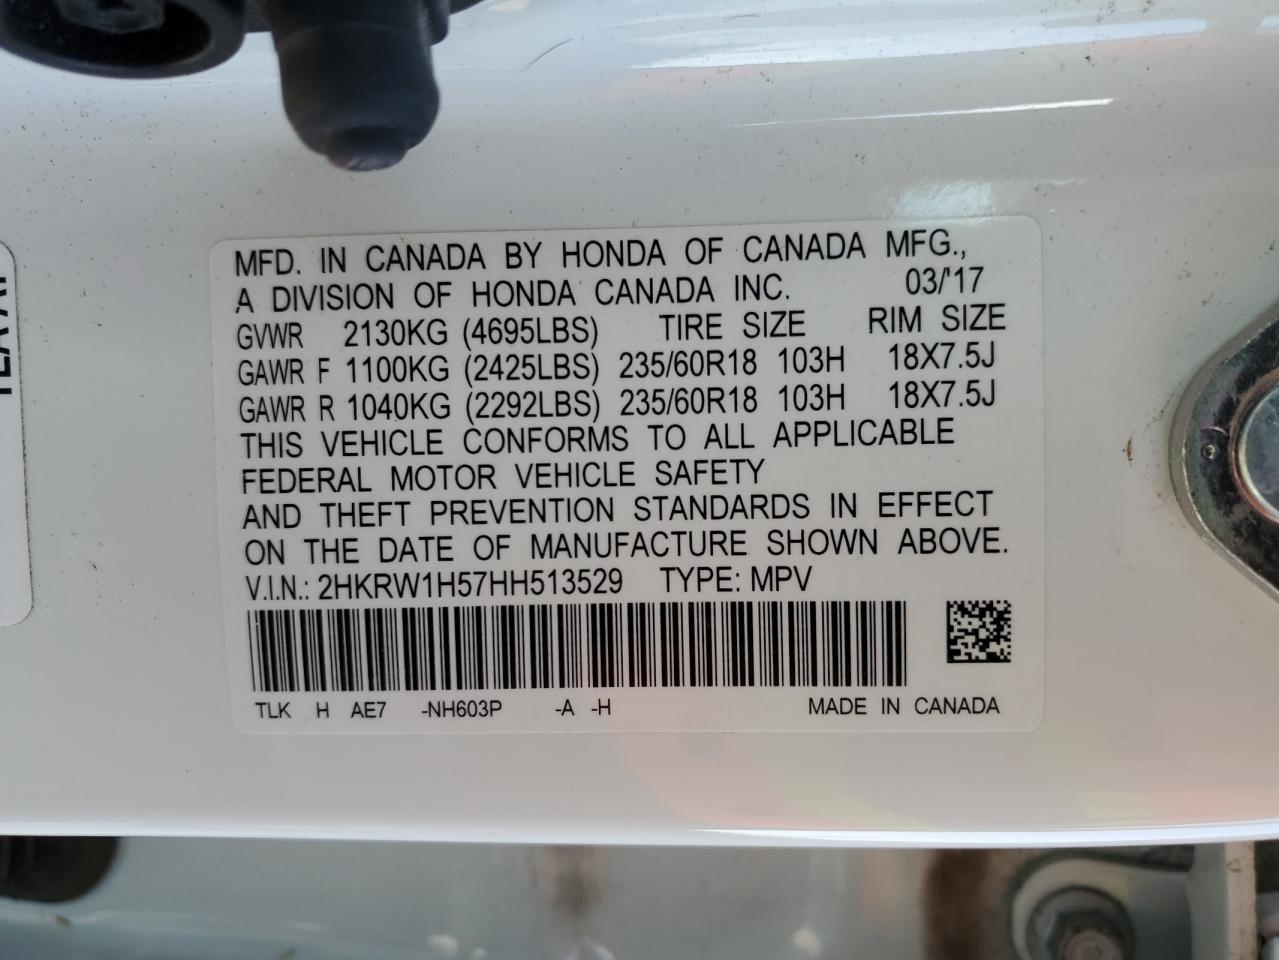 MFD. IN CANADA BY HONDA OF CANADA MFG.,
A DIVISION OF HONDA CANADA INC. 03/'17
GVWR 2130KG (4695LBS) TIRE SIZE RIM SIZE
GAWR F 1100KG (2425LBS) 235/60R18 103H 18X7.5J
GAWR R 1040KG (2292LBS) 235/60R18 103H 18X7.5J
THIS VEHICLE CONFORMS TO ALL APPLICABLE
FEDERAL MOTOR VEHICLE SAFETY
AND THEFT PREVENTION STANDARDS IN EFFECT
ON THE DATE OF MANUFACTURE SHOWN ABOVE.
V.I.N.: 2HKRW1H57HH513529 TYPE: MPV
TLK H AE7 -NH603P -A -H MADE IN CANADA